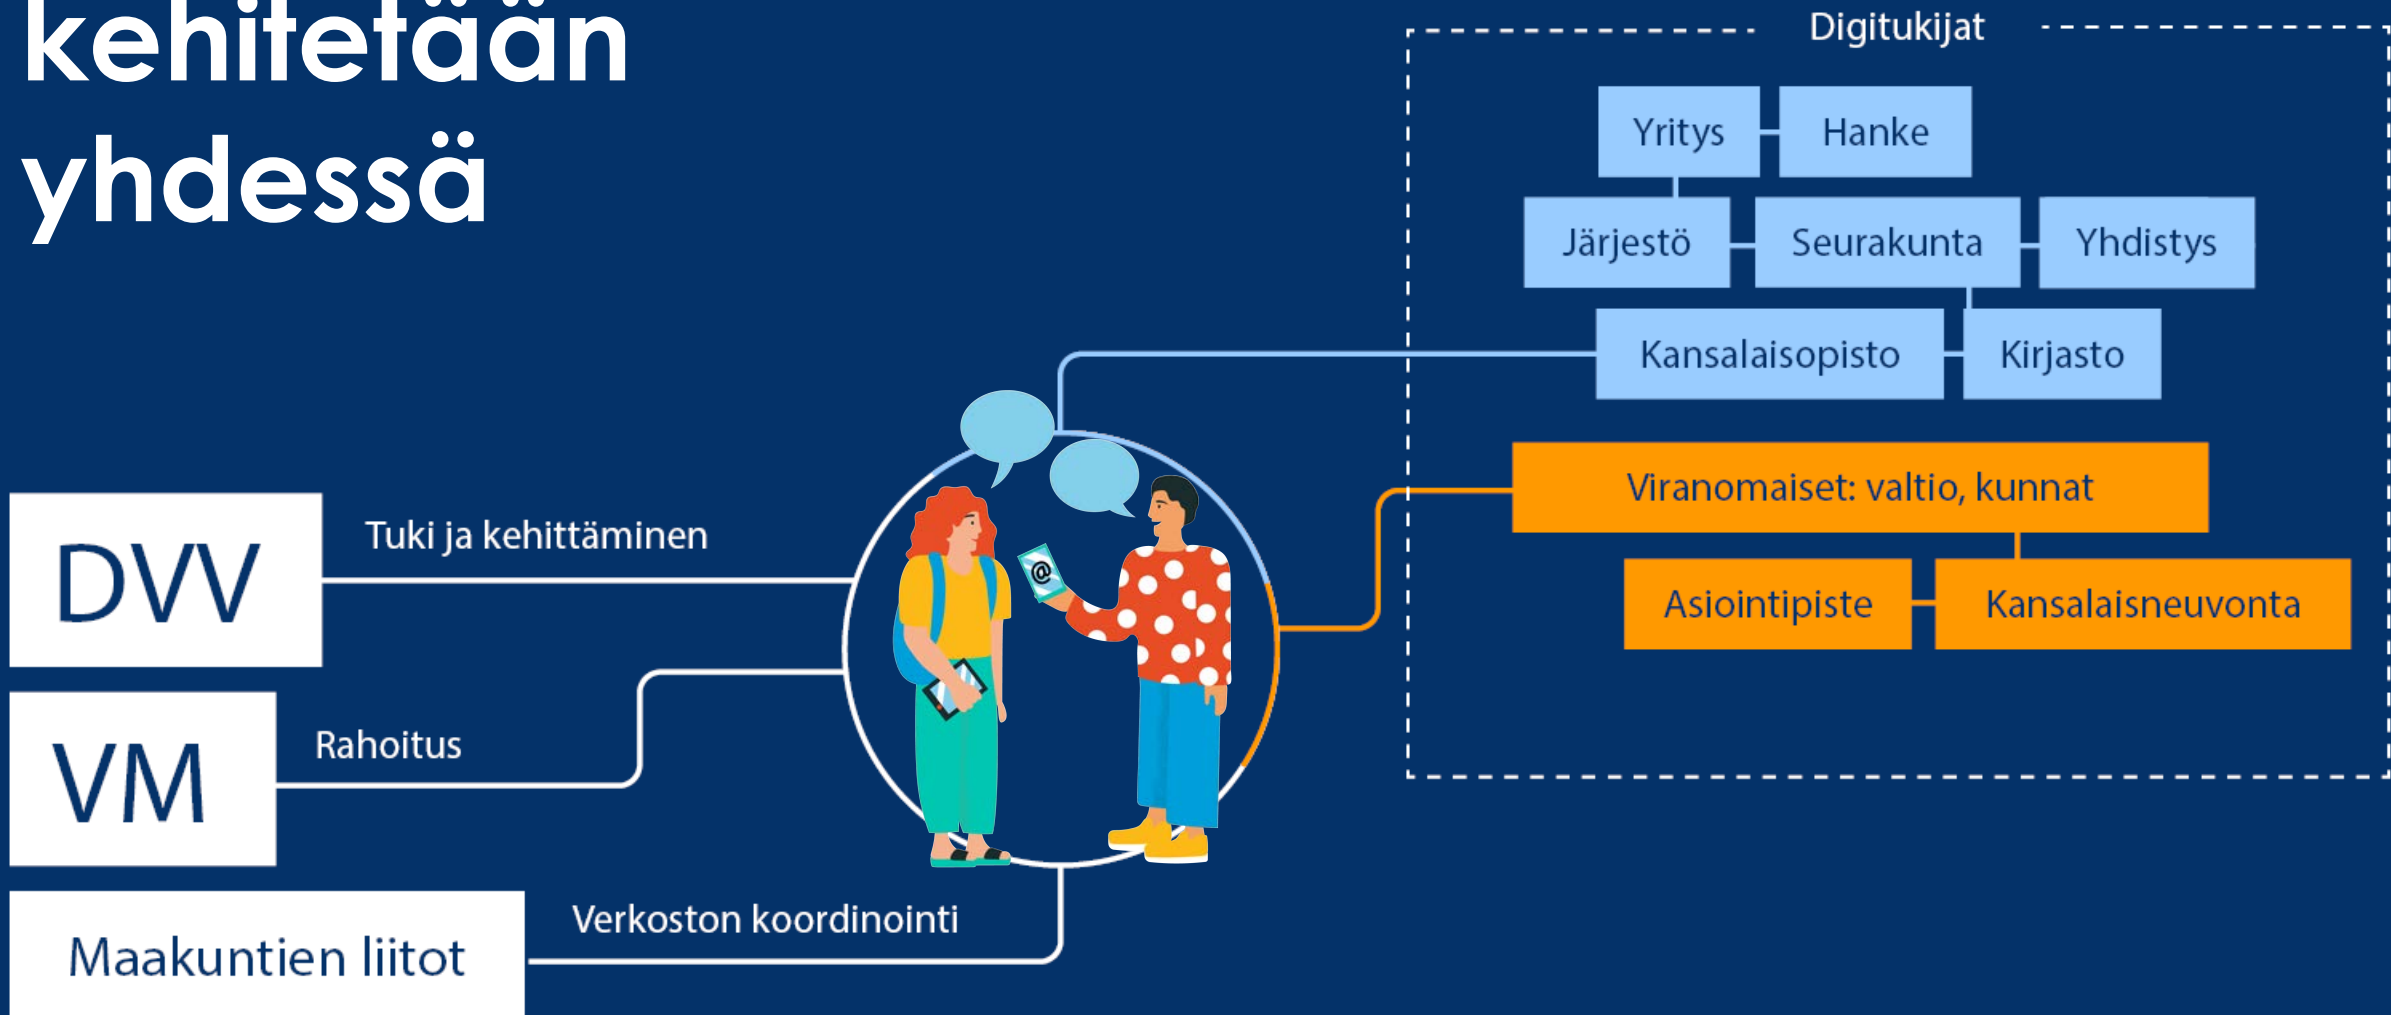 kehitetään
yhdessä
Digitukijat
Yritys
Hanke
Järjestö
Seurakunta
Yhdistys
Kansalaisopisto
Kirjasto
Viranomaiset: valtio, kunnat
Asiointipiste
Kansalaisneuvonta
DVV
Tuki ja kehittäminen
VM
Rahoitus
Maakuntien liitot
Verkoston koordinointi
@